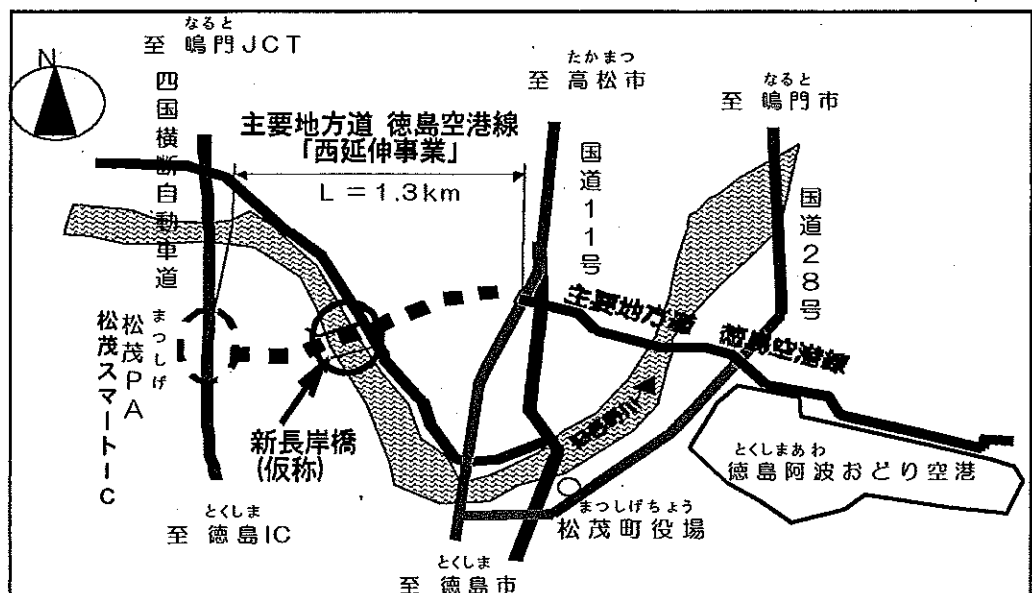 なると
至 鳴門JCT
N
四国横断自動車道
主要地方道 徳島空港線
「西延伸事業」
L=1.3km
たかまつ
至 高松市
なると
至 鳴門市
国道11号
国道28号
主要地方道 徳島空港線
まつしげ
松茂PA
松茂スマートIC
新長岸橋
(仮称)
とくしまあわ
徳島阿波おどり空港
まつしげちょう
松茂町役場
とくしま
至 徳島IC
とくしま
至 徳島市